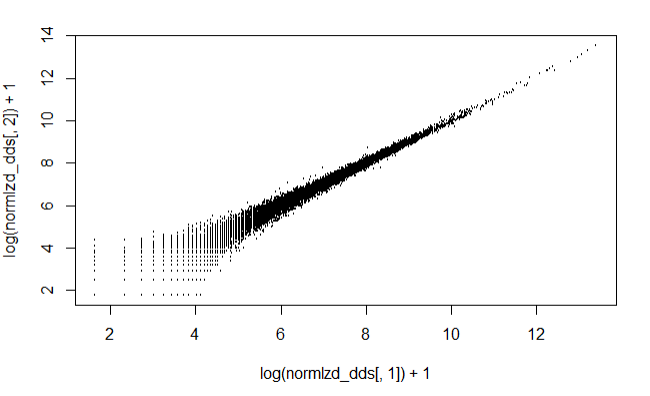 14
12
10
8
6
4
2
log(normlzd_dds[, 2]) + 1
2 4 6 8 10 12
log(normlzd_dds[, 1]) + 1